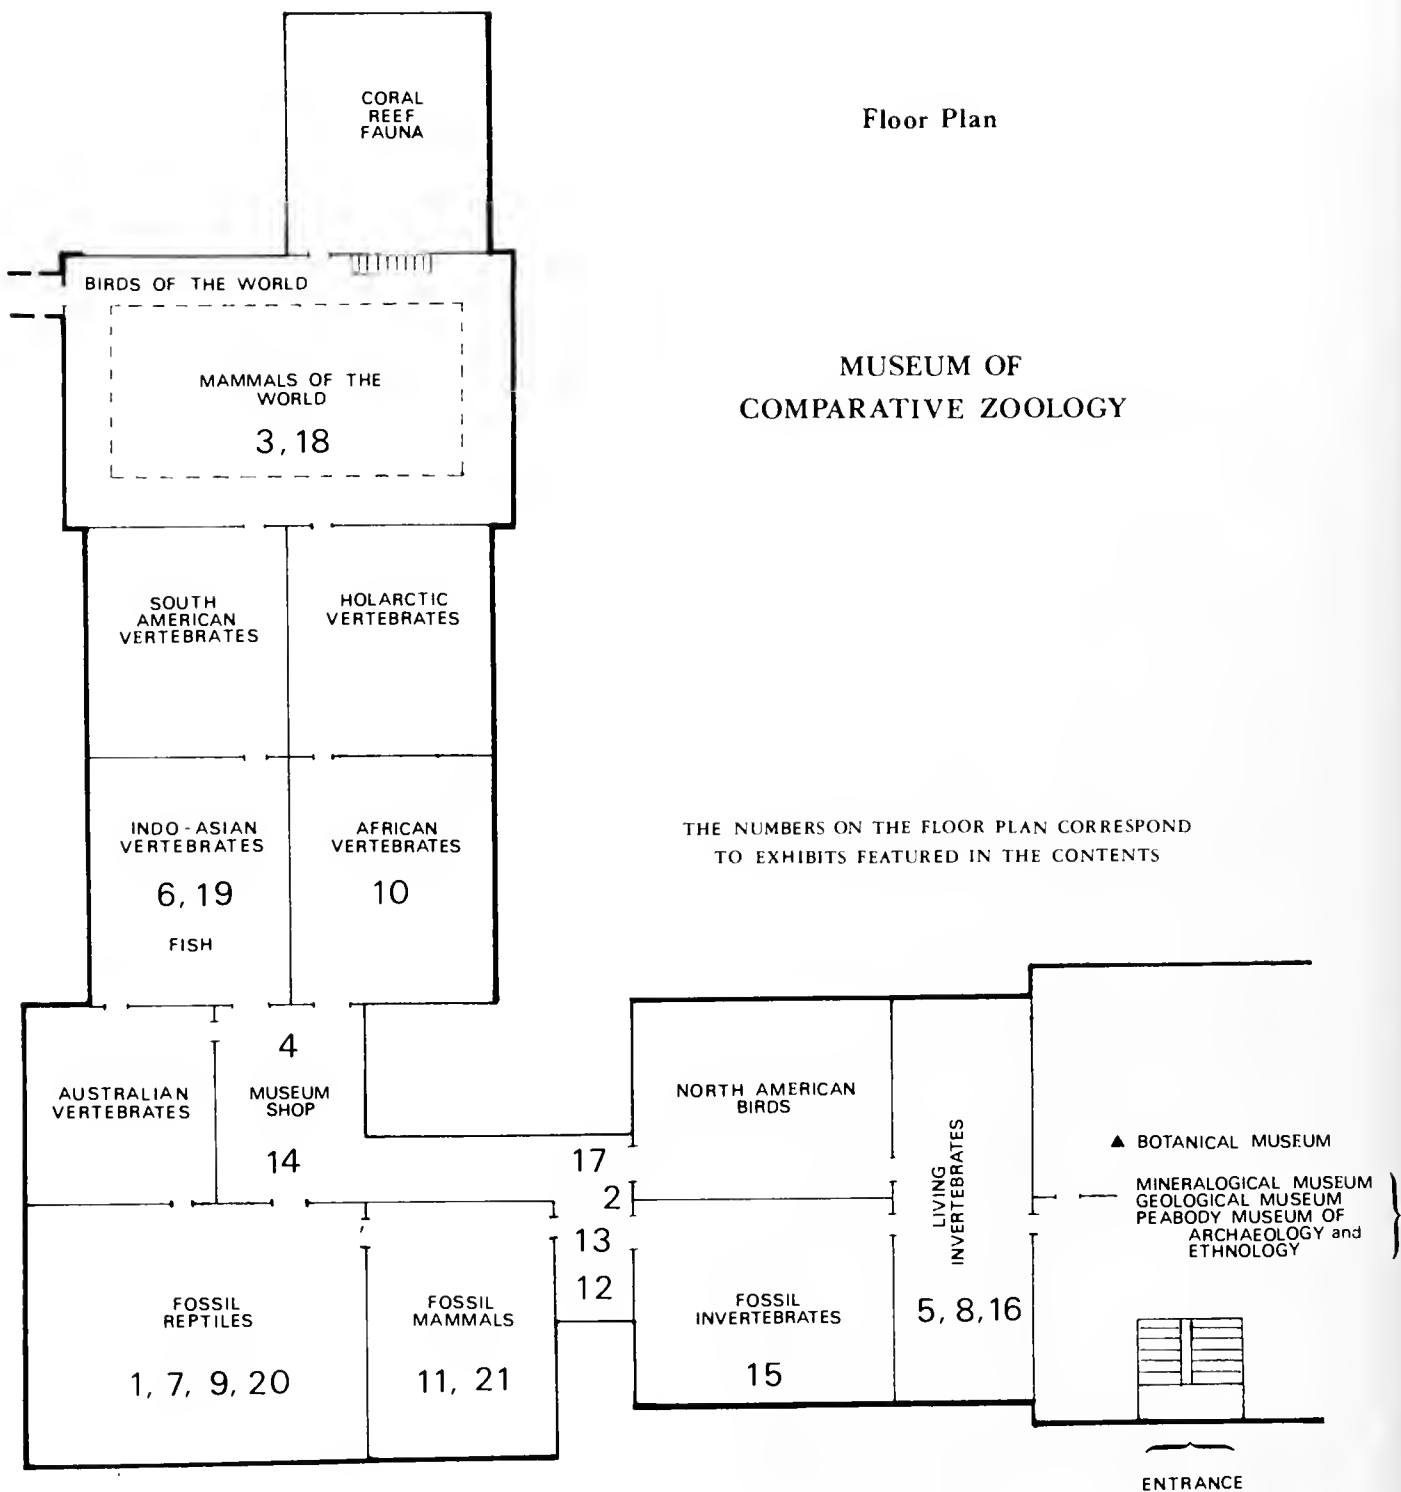 CORAL
REEF
FAUNA
Floor Plan
BIRDS OF THE WORLD
MAMMALS OF THE
WORLD
3, 18
MUSEUM OF
COMPARATIVE ZOOLOGY
SOUTH
AMERICAN
VERTEBRATES
HOLARCTIC
VERTEBRATES
INDO-ASIAN
VERTEBRATES
6, 19
FISH
AFRICAN
VERTEBRATES
10
THE NUMBERS ON THE FLOOR PLAN CORRESPOND
TO EXHIBITS FEATURED IN THE CONTENTS
AUSTRALIAN
VERTEBRATES
4
MUSEUM
SHOP
14
17
2
13
12
NORTH AMERICAN
BIRDS
LIVING
INVERTEBRATES
5, 8, 16
▲ BOTANICAL MUSEUM
MINERALOGICAL MUSEUM
GEOLOGICAL MUSEUM
PEABODY MUSEUM OF
ARCHAEOLOGY and
ETHNOLOGY
FOSSIL
REPTILES
1, 7, 9, 20
FOSSIL
MAMMALS
11, 21
FOSSIL
INVERTEBRATES
15
ENTRANCE